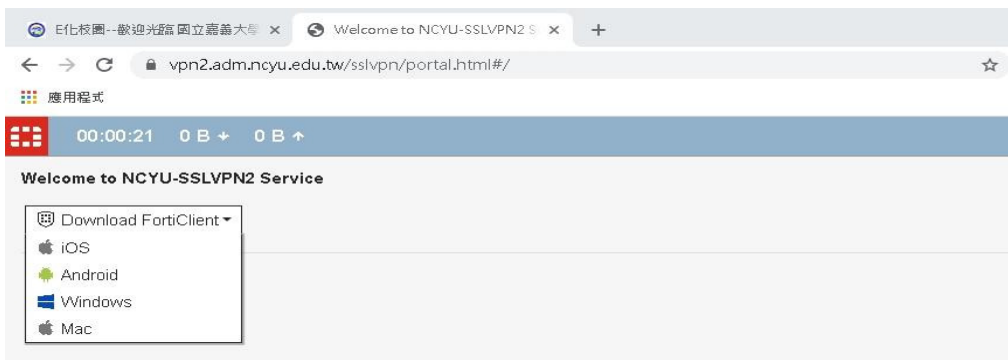 E化校園--歡迎光臨國立嘉義大學
Welcome to NCYU-SSLVPN2 S
vpn2.adm.ncyu.edu.tw/sslvpn/portal.html#/
應用程式
00:00:21 0 B 0 B
Welcome to NCYU-SSLVPN2 Service
Download FortiClient
iOS
Android
Windows
Mac